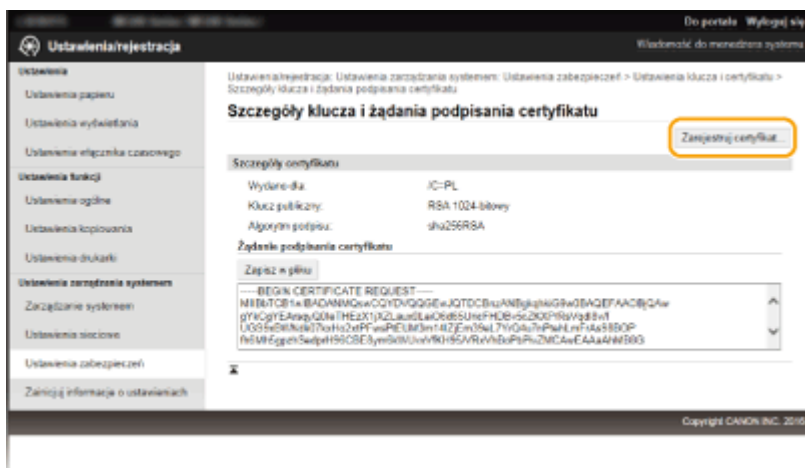 Do portalu Wyloguj się
Ustawienia/rejestracja
Wiadomość do menedżera systemu
Ustawienia
Ustawienia papieru
Ustawienia wyświetlania
Ustawienia włącznika czasowego
Ustawienia funkcji
Ustawienia ogólne
Ustawienia kopiowania
Ustawienia drukarki
Ustawienia zarządzania systemem
Zarządzanie systemem
Ustawienia sieciowe
Ustawienia zabezpieczeń
Zainicjuj informacje o ustawieniach
Ustawienia/rejestracja: Ustawienia zarządzania systemem: Ustawienia zabezpieczeń > Ustawienia klucza i certyfikatu >
Szczegóły klucza i żądania podpisania certyfikatu
Szczegóły klucza i żądania podpisania certyfikatu
Zarejestruj certyfikat...
Szczegóły certyfikatu
Wydano dla: /C=PL
Klucz publiczny: RSA 1024-bitowy
Algorytm podpisu: sha256RSA
Żądanie podpisania certyfikatu
Zapisz w pliku
-----BEGIN CERTIFICATE REQUEST-----
Copyright CANON INC. 2016